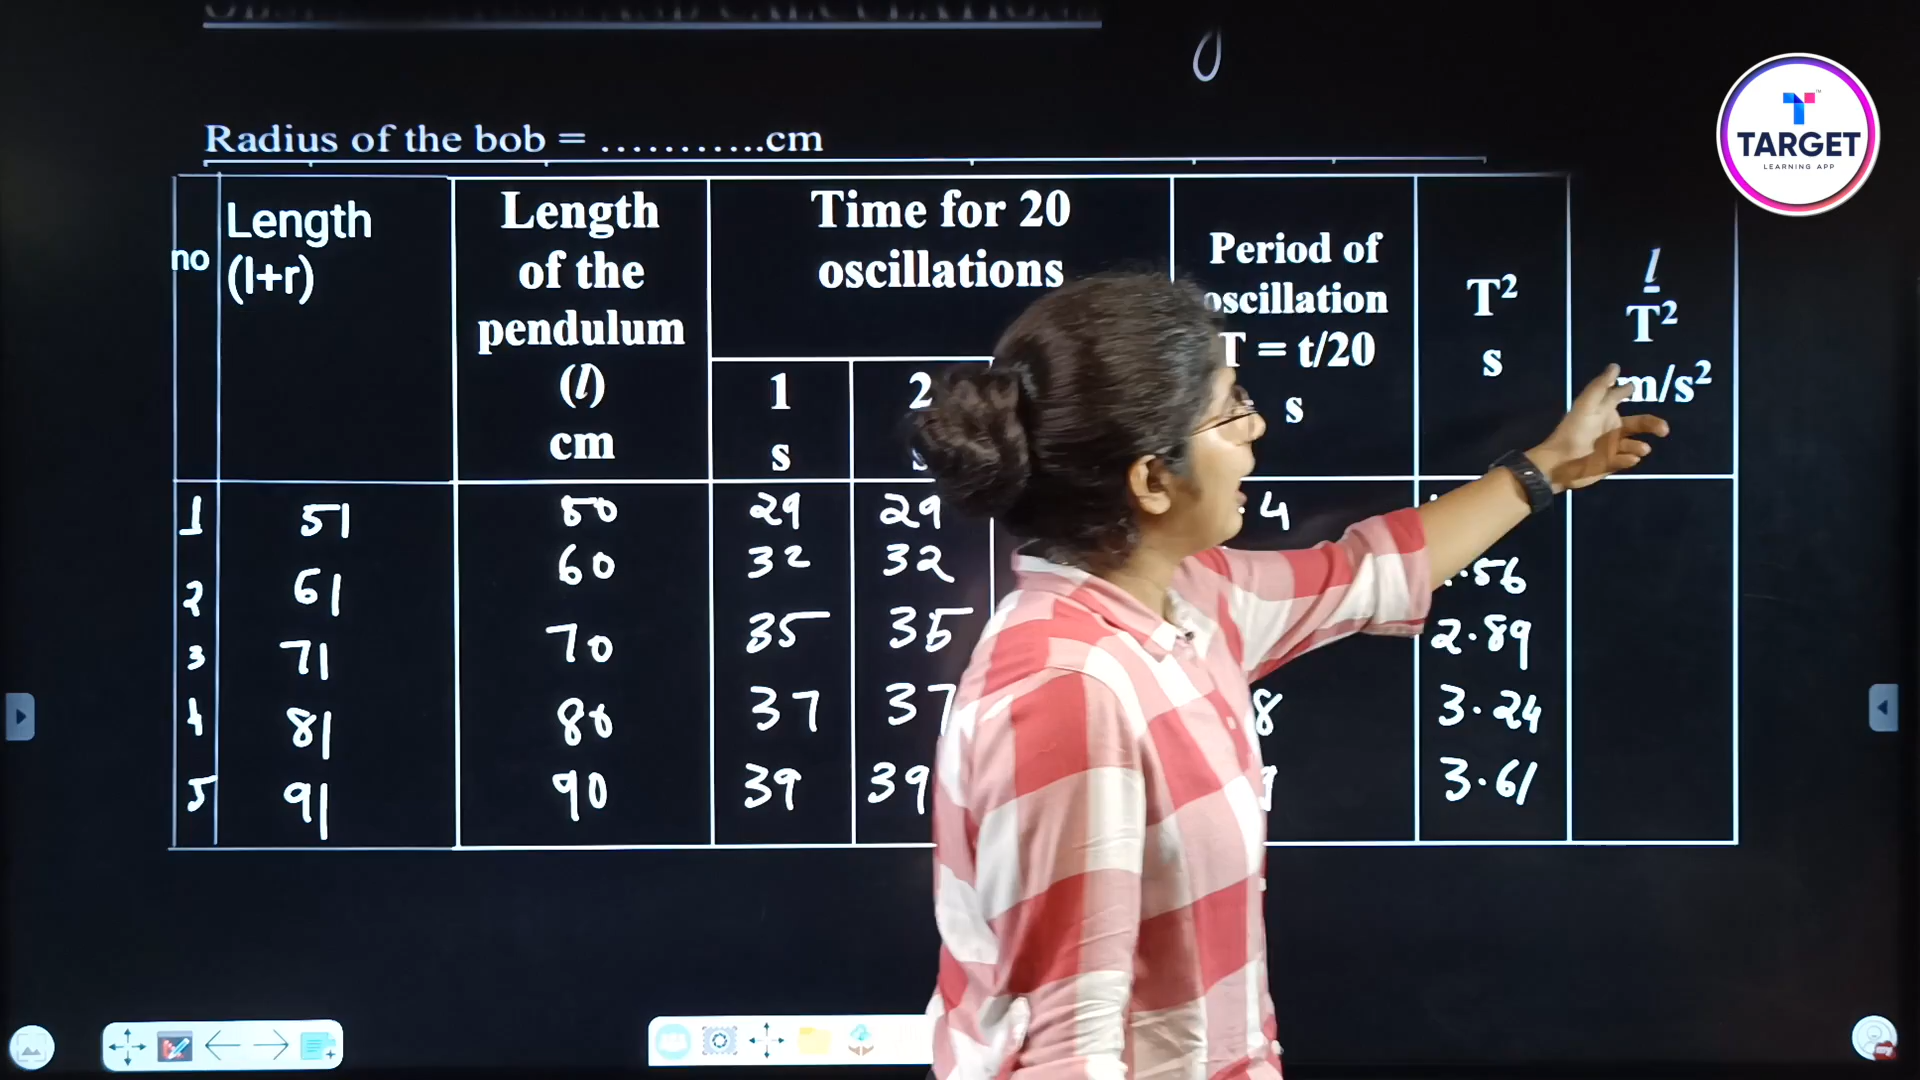 Radius of the bob = ………..cm
no
Length
(l+r)
Length
of the
pendulum
(l)
cm
Time for 20
oscillations
1
s
2
Period of
oscillation
T = t/20
s
T²
s
l
T²
m/s²
1 51 50 29 29 .4
2 61 60 32 32 .56
3 71 70 35 35 2.89
4 81 80 37 37 8 3.24
5 91 90 39 39 3.61
T
TARGET
LEARNING APP